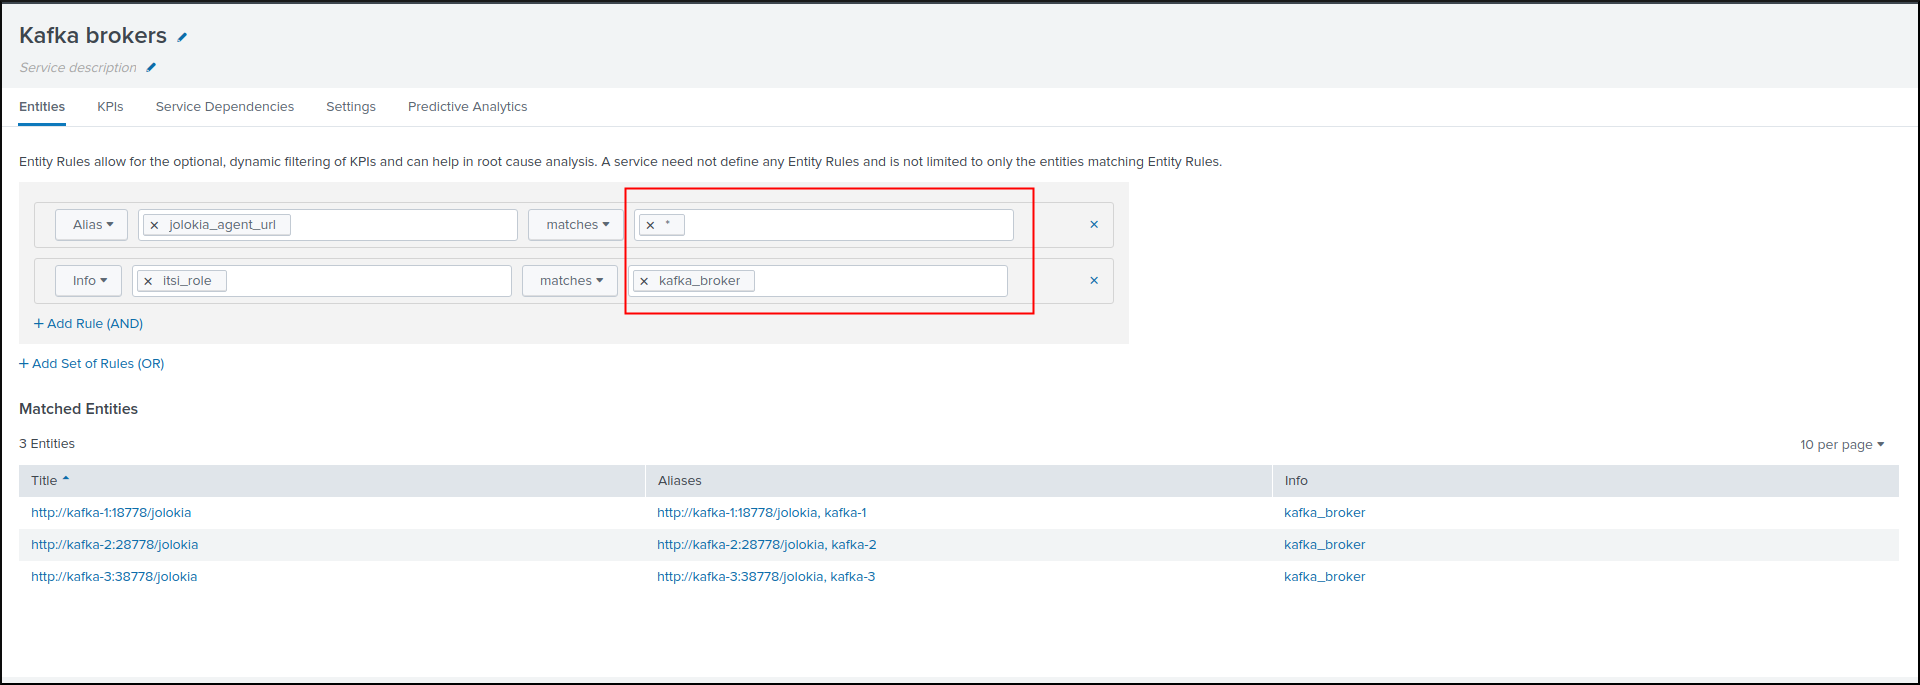 Kafka brokers
Service description
Entities KPIs Service Dependencies Settings Predictive Analytics
Entity Rules allow for the optional, dynamic filtering of KPIs and can help in root cause analysis. A service need not define any Entity Rules and is not limited to only the entities matching Entity Rules.
Alias jolokia_agent_url matches *
Info itsi_role matches kafka_broker
+ Add Rule (AND)
+ Add Set of Rules (OR)
Matched Entities
3 Entities 10 per page
Title Aliases Info
http://kafka-1:18778/jolokia http://kafka-1:18778/jolokia, kafka-1 kafka_broker
http://kafka-2:28778/jolokia http://kafka-2:28778/jolokia, kafka-2 kafka_broker
http://kafka-3:38778/jolokia http://kafka-3:38778/jolokia, kafka-3 kafka_broker